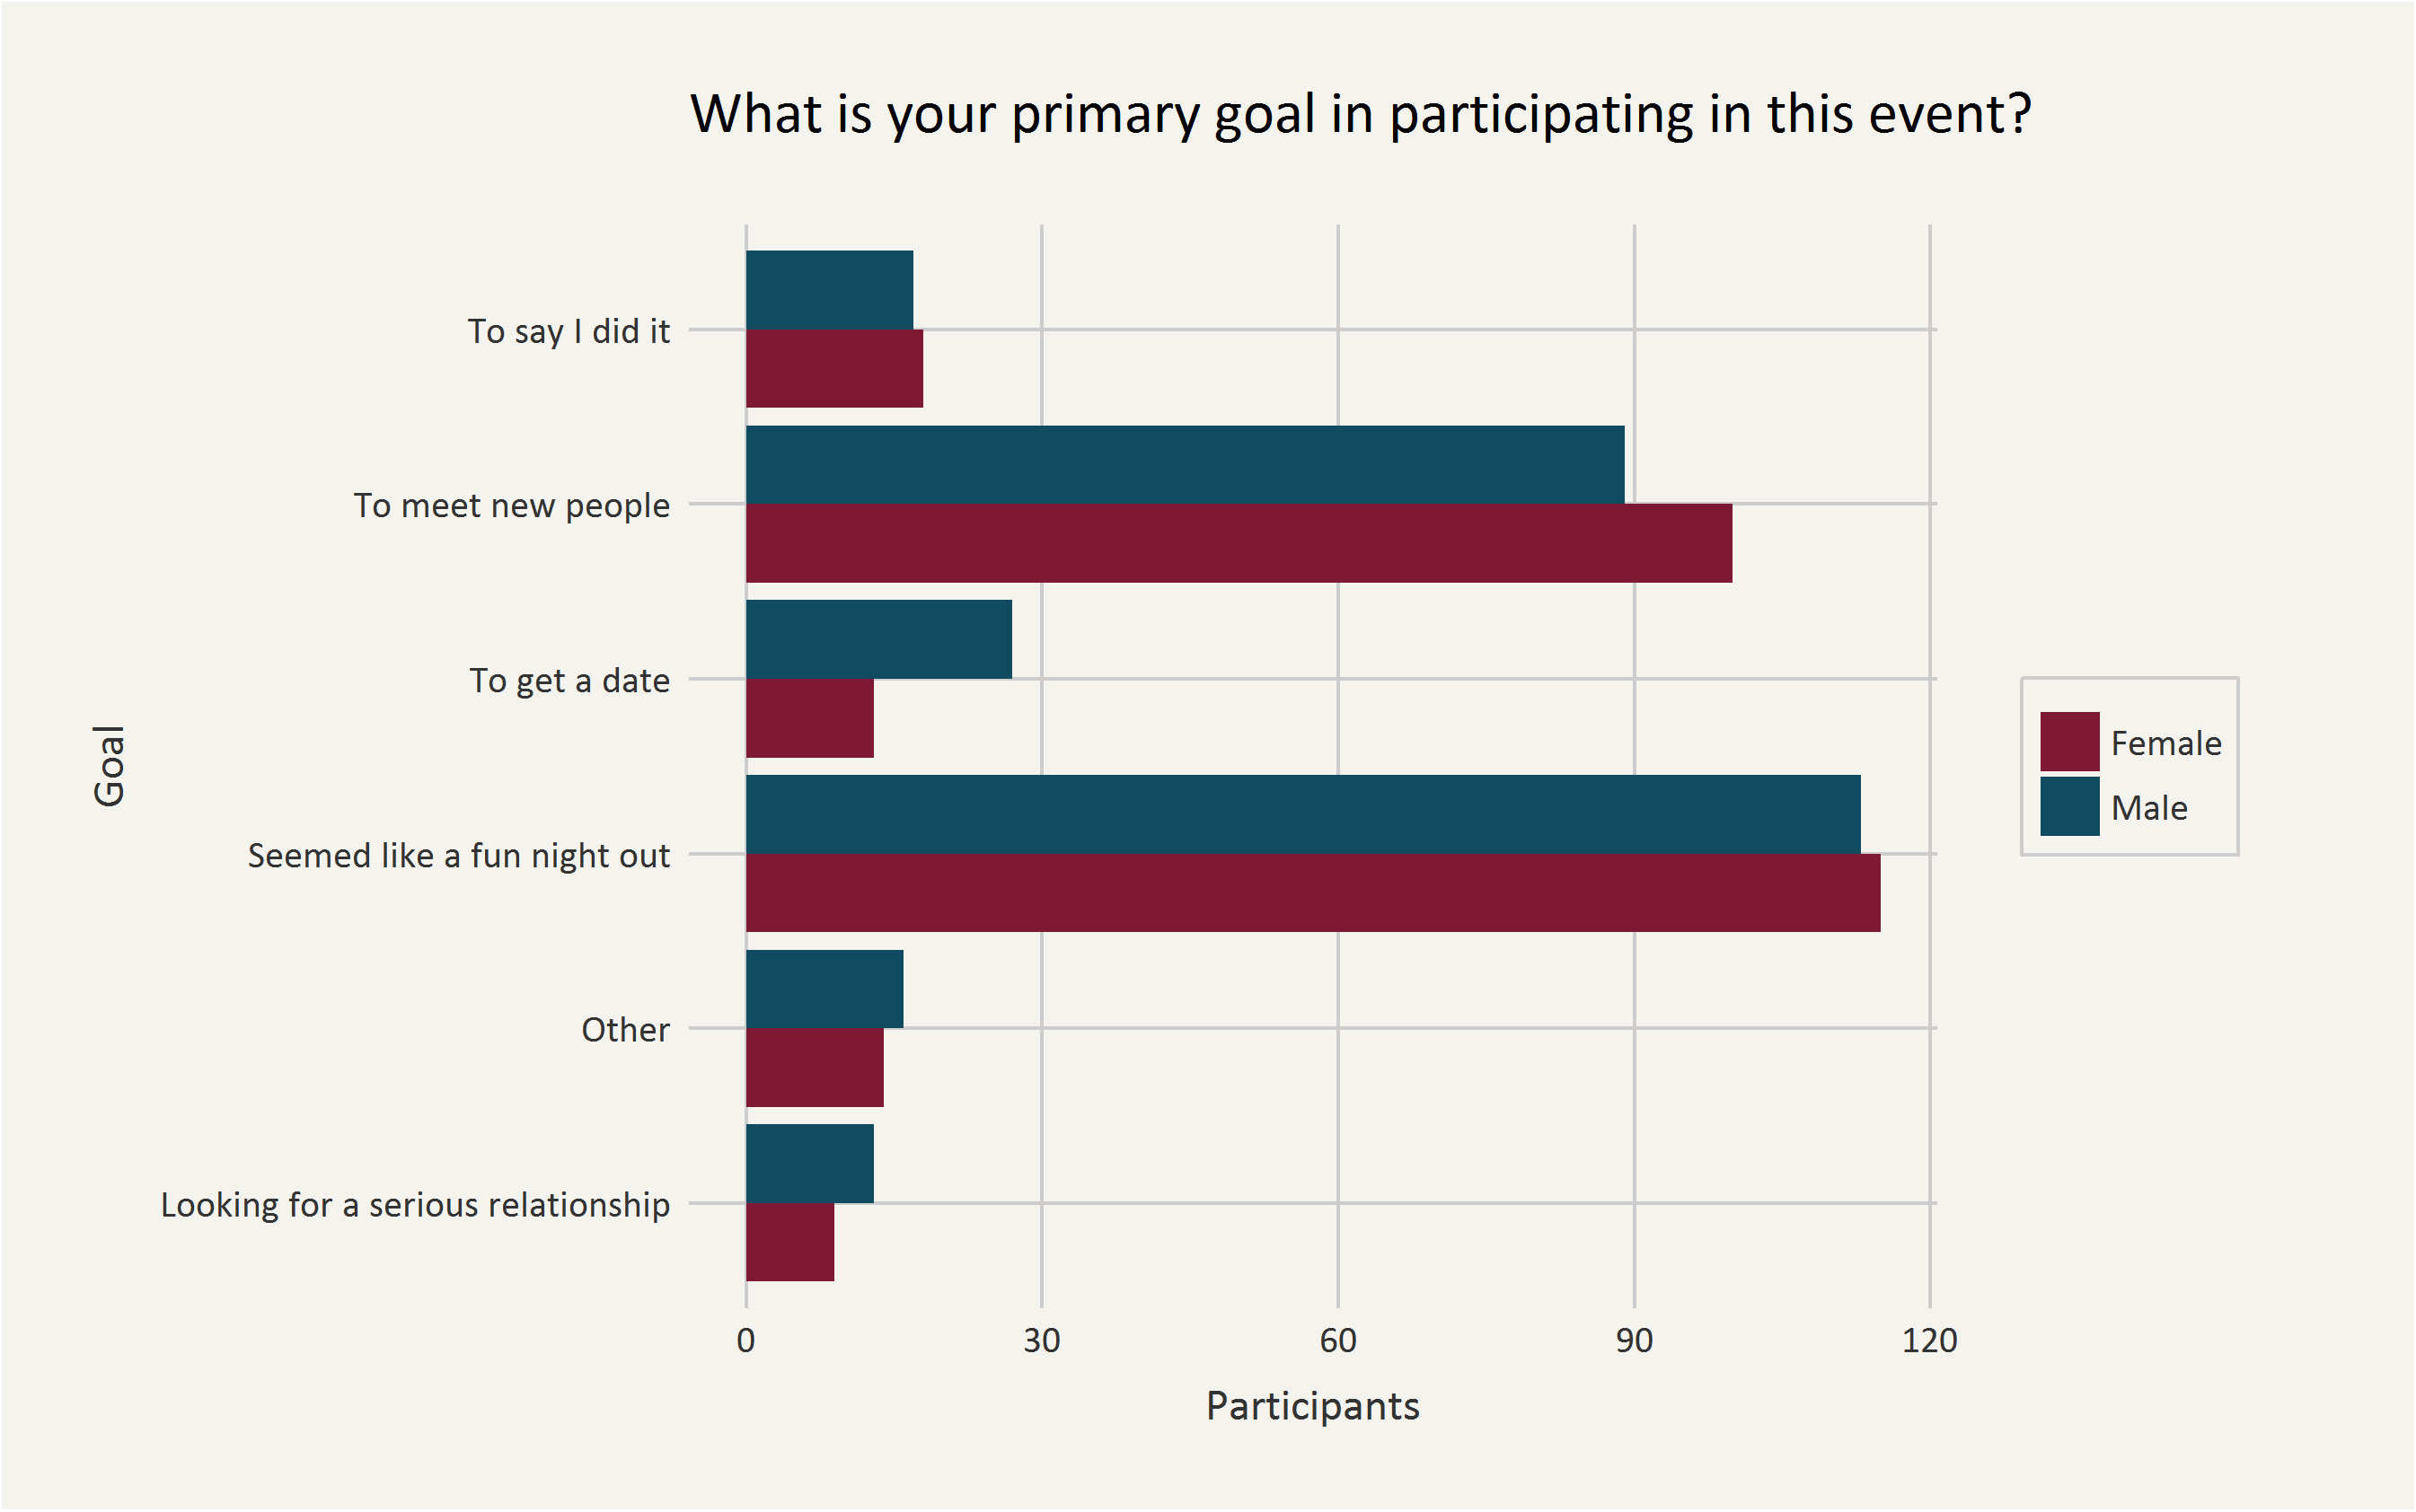 What is your primary goal in participating in this event?
To say I did it
To meet new people
To get a date
Seemed like a fun night out
Other
Looking for a serious relationship
Goal
0 30 60 90 120
Participants
Female
Male